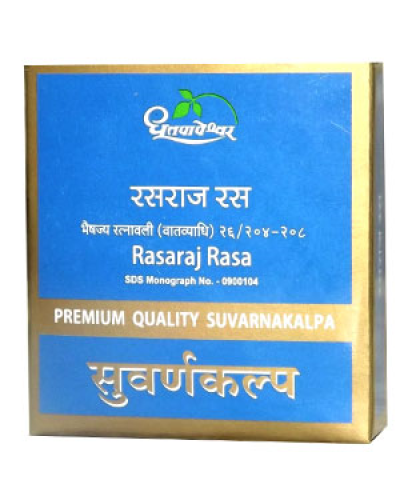 धूतपापेश्वर
रसराज रस
भैषज्य रत्नावली (वातव्याधि) २६/२०४-२०८
Rasaraj Rasa
SDS Monograph No. - 0900104
PREMIUM QUALITY SUVARNAKALPA
सुवर्णकल्प